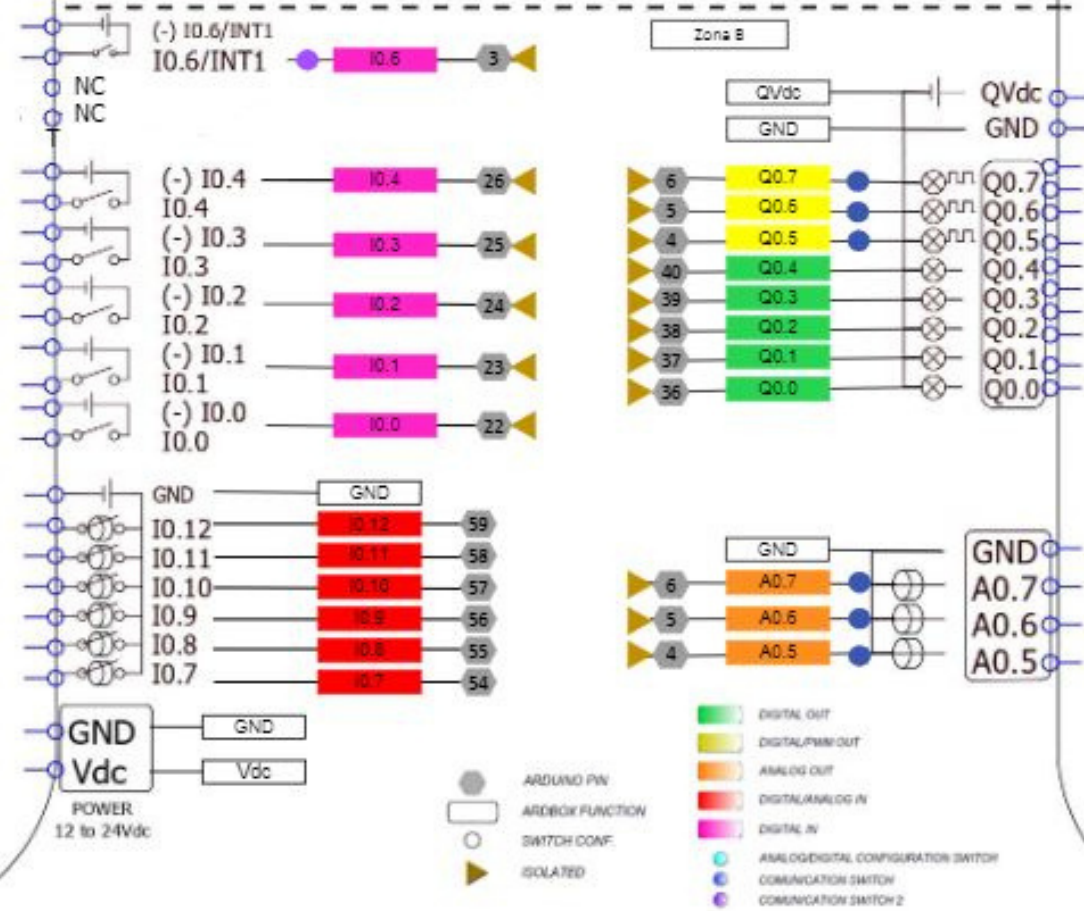 (-) I0.6/INT1
I0.6/INT1 I0.6 3
NC
NC
(-) I0.4 I0.4 26
I0.4
(-) I0.3 I0.3 25
I0.3
(-) I0.2 I0.2 24
I0.2
(-) I0.1 I0.1 23
I0.1
(-) I0.0 I0.0 22
I0.0
GND GND
I0.12 I0.12 59
I0.11 I0.11 58
I0.10 I0.10 57
I0.9 I0.9 56
I0.8 I0.8 55
I0.7 I0.7 54
GND GND
Vdc Vdc
POWER
12 to 24Vdc
Zona B
QVdc QVdc
GND GND
6 Q0.7 Q0.7
5 Q0.6 Q0.6
4 Q0.5 Q0.5
40 Q0.4 Q0.4
39 Q0.3 Q0.3
38 Q0.2 Q0.2
37 Q0.1 Q0.1
36 Q0.0 Q0.0
GND GND
6 A0.7 A0.7
5 A0.6 A0.6
4 A0.5 A0.5
ARDUINO PIN
ARDBOX FUNCTION
SWITCH CONF.
ISOLATED
DIGITAL OUT
DIGITAL/PWM OUT
ANALOG OUT
DIGITAL/ANALOG IN
DIGITAL IN
ANALOG/DIGITAL CONFIGURATION SWITCH
COMUNICATION SWITCH
COMUNICATION SWITCH 2